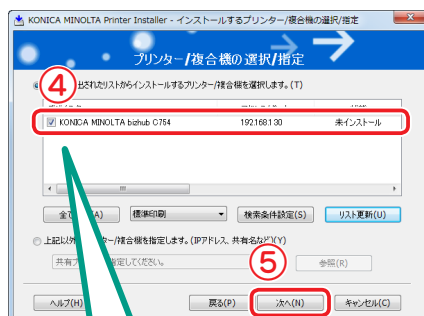 KONICA MINOLTA Printer Installer - インストールするプリンター/複合機の選択/指定
プリンター/複合機の選択/指定
④ 出されたリストからインストールするプリンター/複合機を選択します。(T)
KONICA MINOLTA bizhub C754 192.168.1.30 未インストール
全て (A) 標準印刷 検索条件設定(S) リスト更新(U)
上記以外 ター/複合機を指定します。(IPアドレス、共有名など)(Y)
共有プ 指定してください。 参照(R)
⑤
ヘルプ(H) 戻る(P) 次へ(N) キャンセル(C)